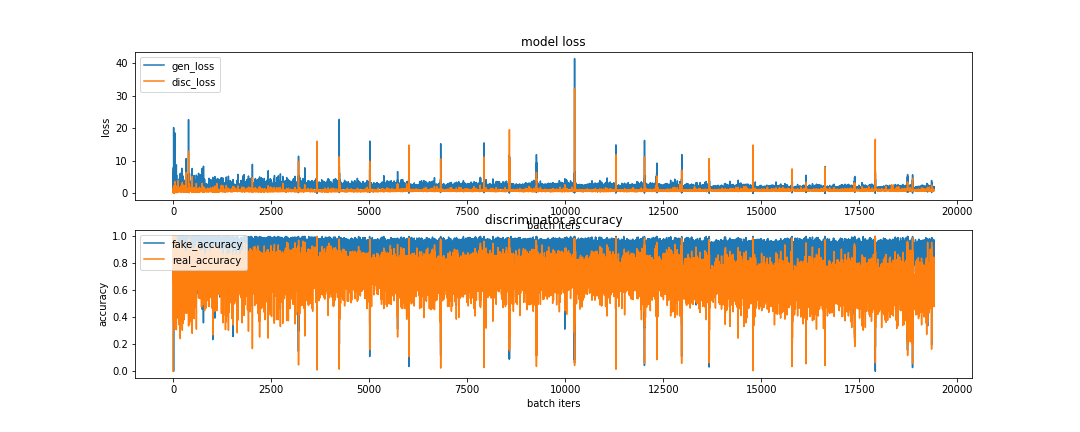 model loss
gen_loss
disc_loss
loss
40
30
20
10
0
0 2500 5000 7500 10000 12500 15000 17500 20000
batch iters
discriminator accuracy
fake_accuracy
real_accuracy
accuracy
1.0
0.8
0.6
0.4
0.2
0.0
0 2500 5000 7500 10000 12500 15000 17500 20000
batch iters